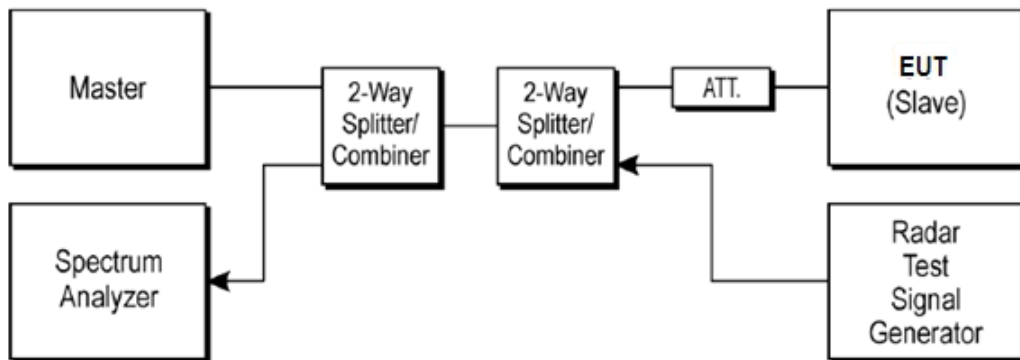 Master
2-Way
Splitter/
Combiner
2-Way
Splitter/
Combiner
ATT.
EUT
(Slave)
Spectrum
Analyzer
Radar
Test
Signal
Generator